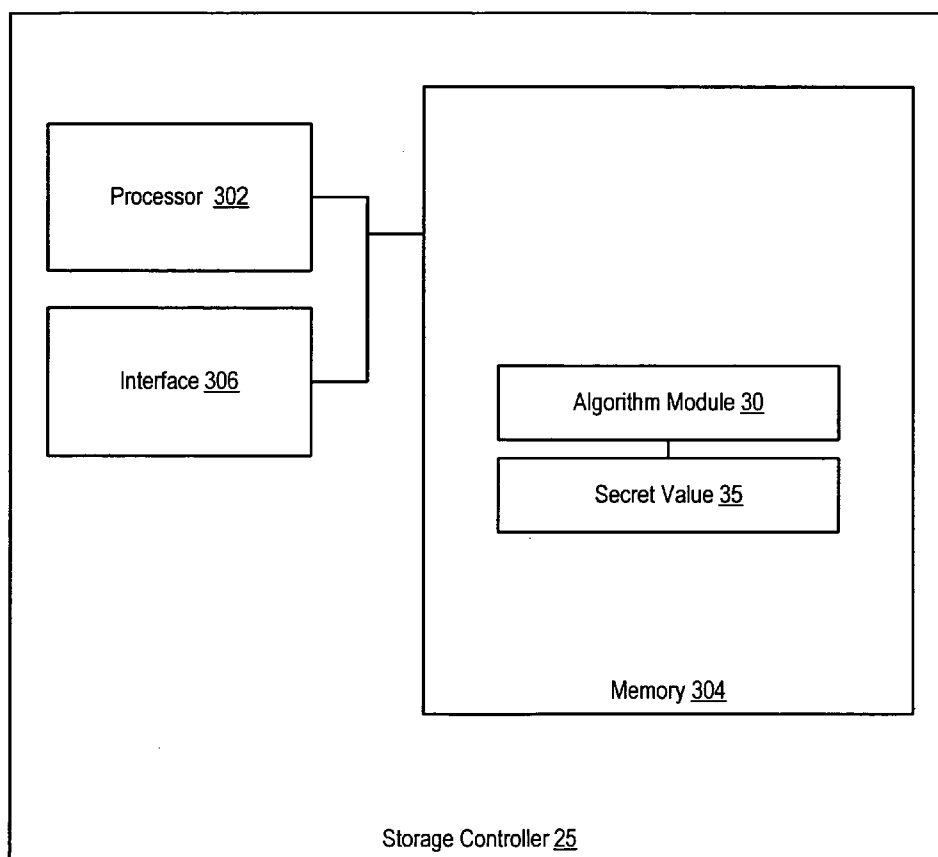 Processor 302
Interface 306
Algorithm Module 30
Secret Value 35
Memory 304
Storage Controller 25